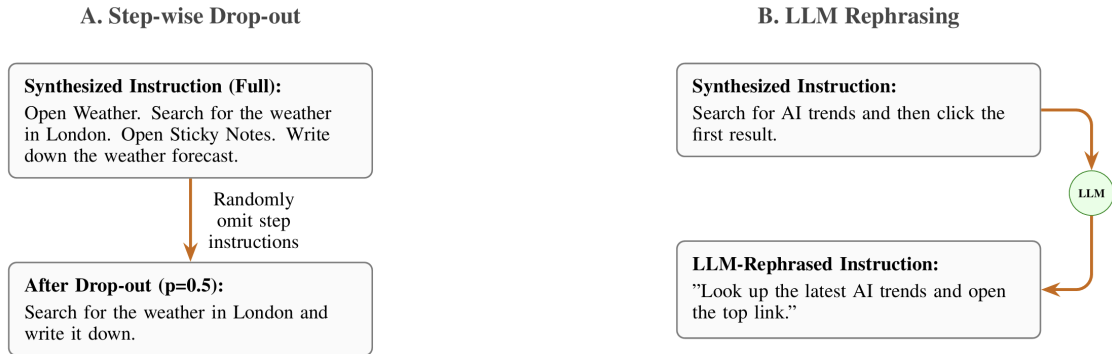 A. Step-wise Drop-out
Synthesized Instruction (Full):
Open Weather. Search for the weather
in London. Open Sticky Notes. Write
down the weather forecast.
Randomly
omit step
instructions
After Drop-out (p=0.5):
Search for the weather in London and
write it down.
B. LLM Rephrasing
Synthesized Instruction:
Search for AI trends and then click the
first result.
LLM
LLM-Rephrased Instruction:
”Look up the latest AI trends and open
the top link.”